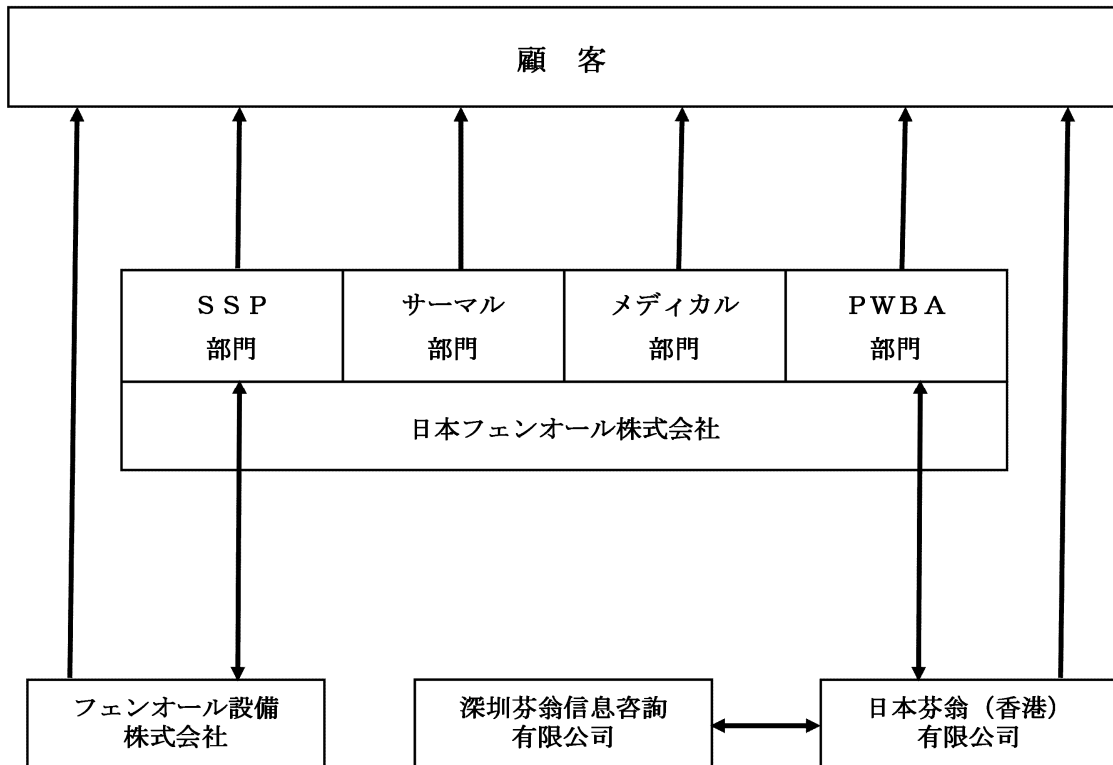 顧　客
ＳＳＰ
部門
サーマル
部門
メディカル
部門
ＰＷＢＡ
部門
日本フェンオール株式会社
フェンオール設備
株式会社
深圳芬翁信息咨詢
有限公司
日本芬翁（香港）
有限公司